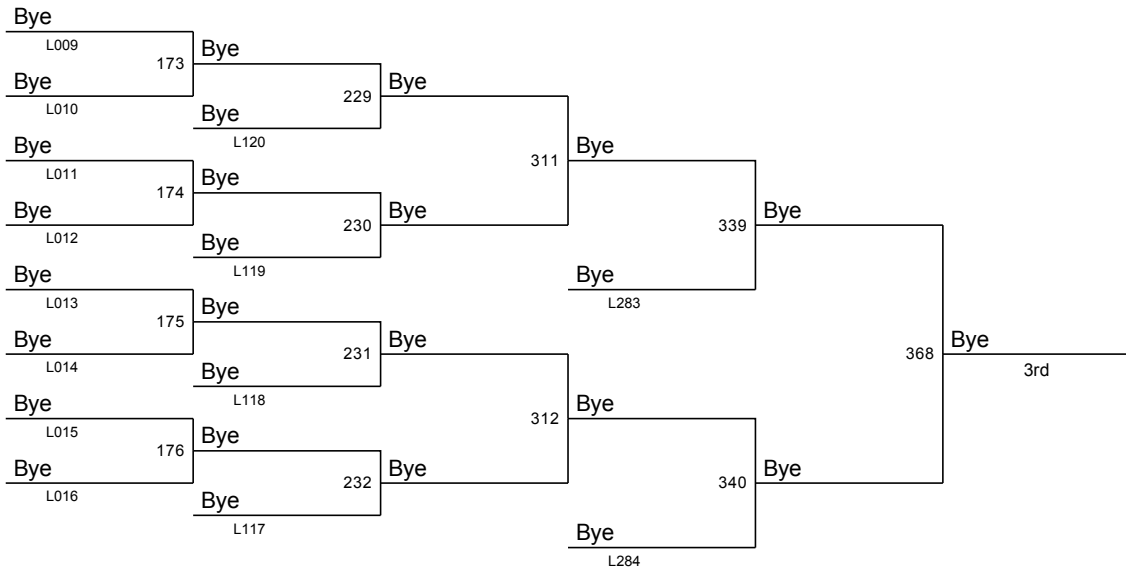 Bye
L009
173 Bye
Bye 229 Bye
L010 Bye
L120
Bye 311 Bye
L011
174 Bye
Bye 230 Bye 339 Bye
L012 Bye
L119
Bye Bye
L013 L283
175 Bye
Bye 231 Bye 368 Bye
L014 3rd
Bye
L118
Bye 312 Bye
L015
176 Bye
Bye 232 Bye 340 Bye
L016 Bye
L117
Bye
L284